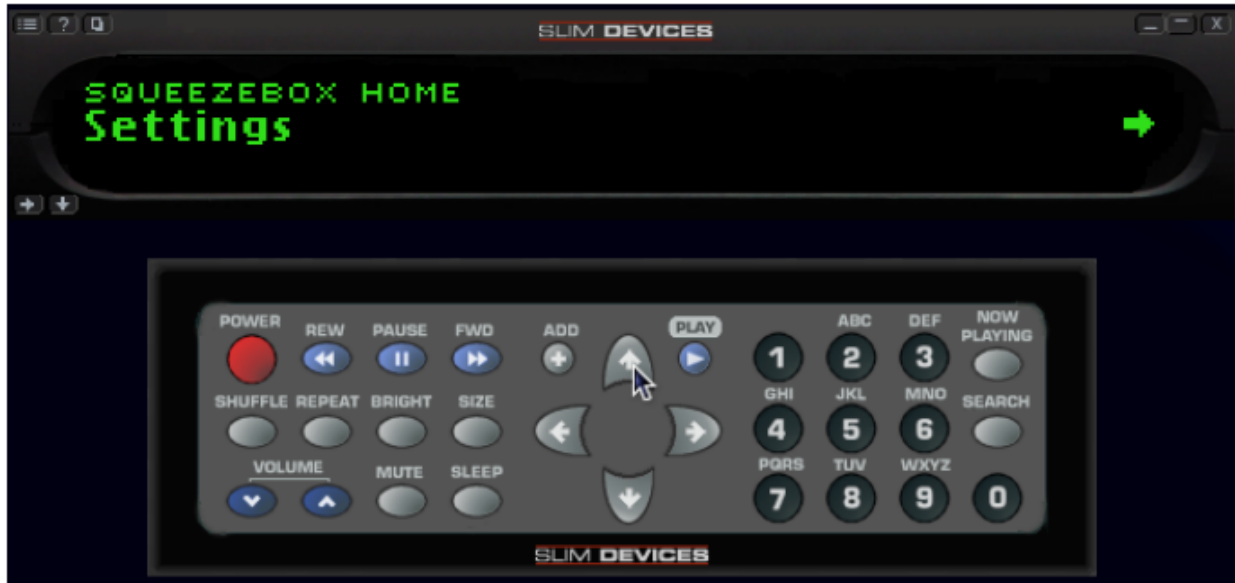 ?
SLIM DEVICES
X
SQUEEZEBOX HOME
Settings
POWER REW PAUSE FWD ADD PLAY ABC DEF NOW PLAYING
1 2 3
SHUFFLE REPEAT BRIGHT SIZE GHI JKL MNO SEARCH
4 5 6
VOLUME MUTE SLEEP PQRS TUV WXYZ
7 8 9 0
SLIM DEVICES